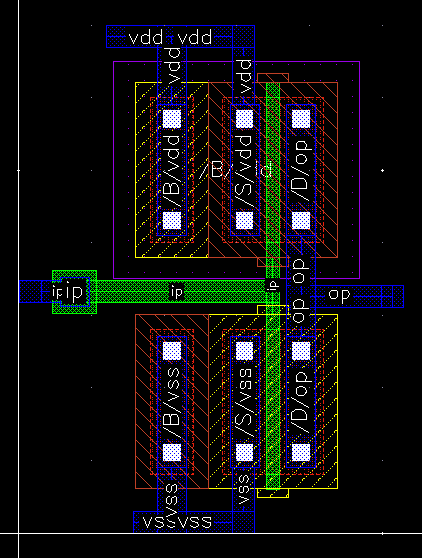 vdd vdd
vdd
vdd
/B/vdd
/S/vdd
/D/op
/B/
ip
ip
ip
ip
op
op
op
/B/vss
/S/vss
/D/op
vss
vss
vss vss